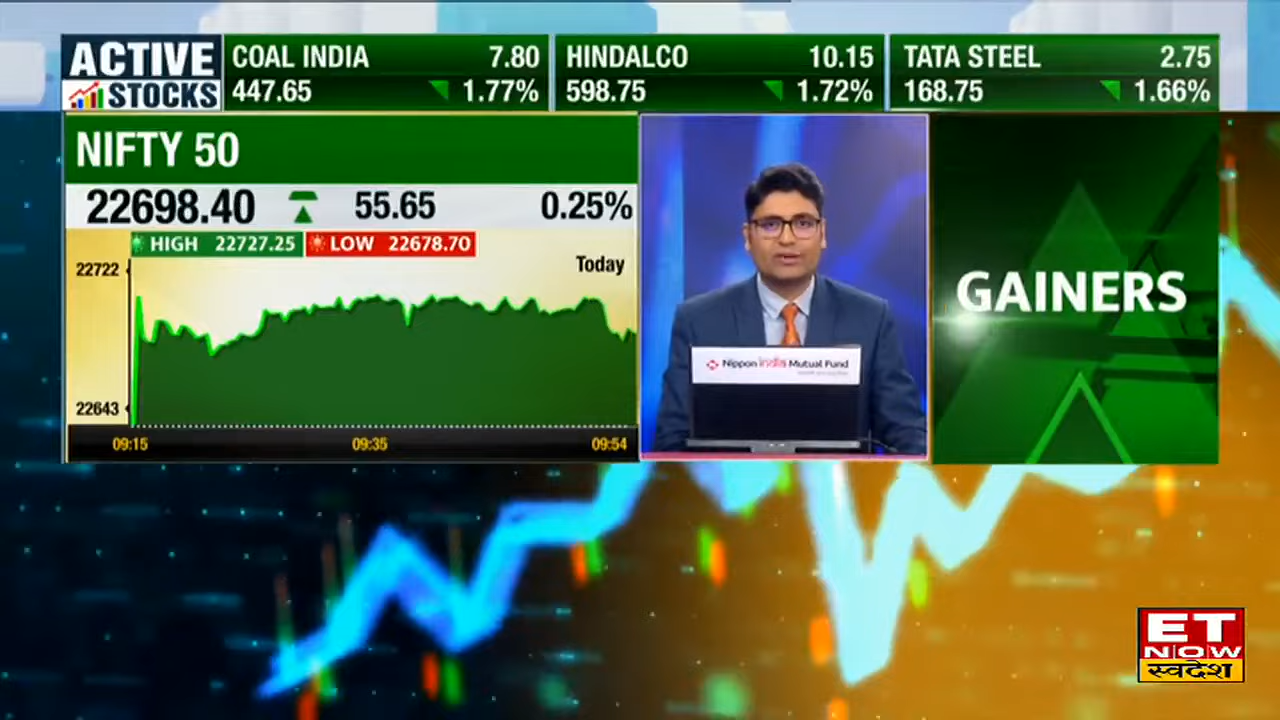 ACTIVE
STOCKS
COAL INDIA 7.80
447.65 1.77%
HINDALCO 10.15
598.75 1.72%
TATA STEEL 2.75
168.75 1.66%
NIFTY 50
22698.40 55.65 0.25%
HIGH 22727.25 LOW 22678.70
Today
22722
22643
09:15 09:35 09:54
Nippon india Mutual Fund
GAINERS
ET
NOW
स्वदेश